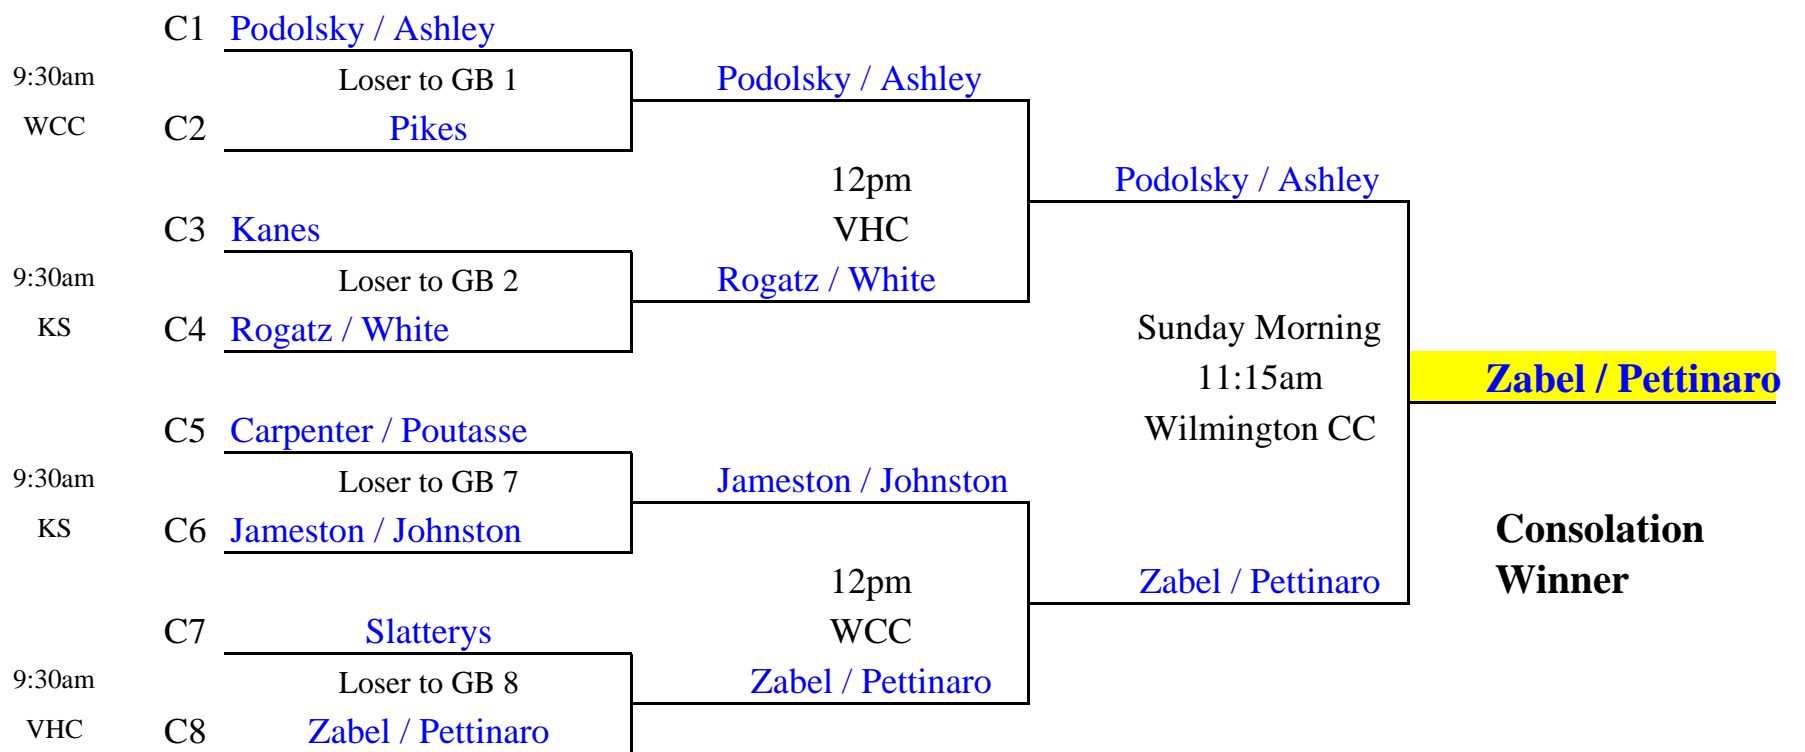 C1 Podolsky / Ashley
9:30am Loser to GB 1 Podolsky / Ashley
WCC C2 Pikes
12pm Podolsky / Ashley
C3 Kanes VHC
9:30am Loser to GB 2 Rogatz / White
KS C4 Rogatz / White Sunday Morning
11:15am Zabel / Pettinaro
C5 Carpenter / Poutasse Wilmington CC
9:30am Loser to GB 7 Jameston / Johnston
KS C6 Jameston / Johnston Consolation
12pm Zabel / Pettinaro Winner
C7 Slatterys WCC
9:30am Loser to GB 8 Zabel / Pettinaro
VHC C8 Zabel / Pettinaro